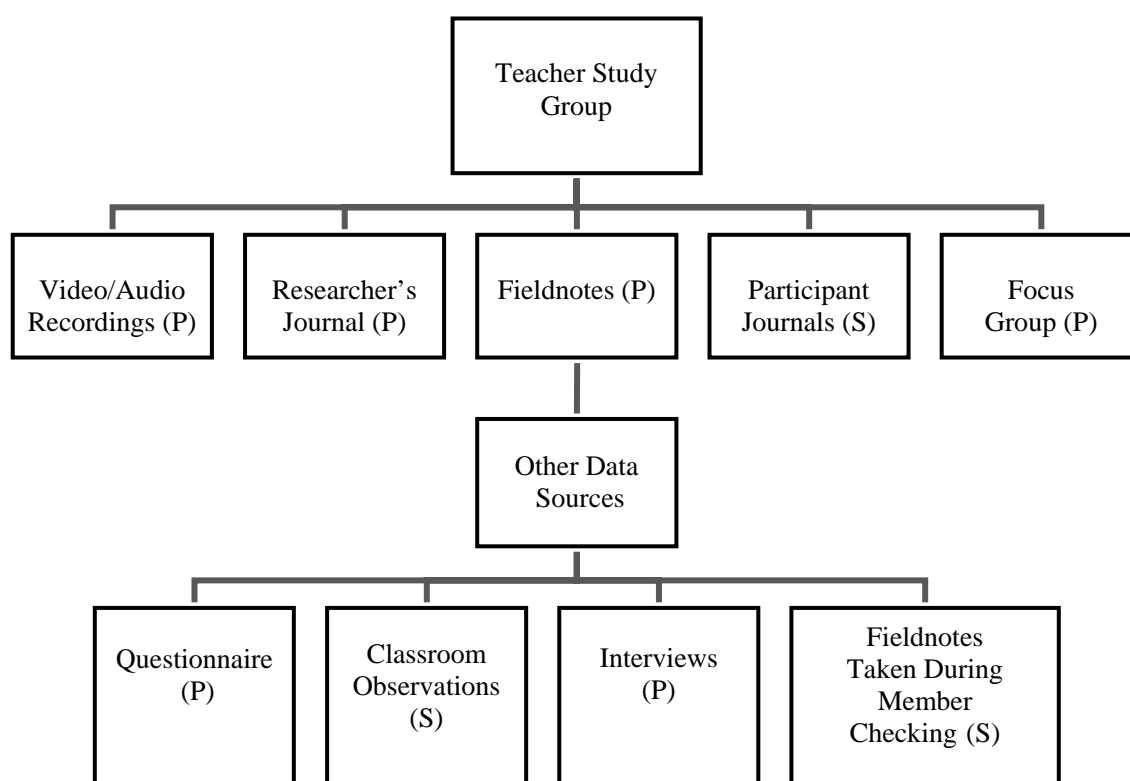 Teacher Study
Group
Video/Audio
Recordings (P)
Researcher’s
Journal (P)
Fieldnotes (P)
Participant
Journals (S)
Focus
Group (P)
Other Data
Sources
Questionnaire
(P)
Classroom
Observations
(S)
Interviews
(P)
Fieldnotes
Taken During
Member
Checking (S)